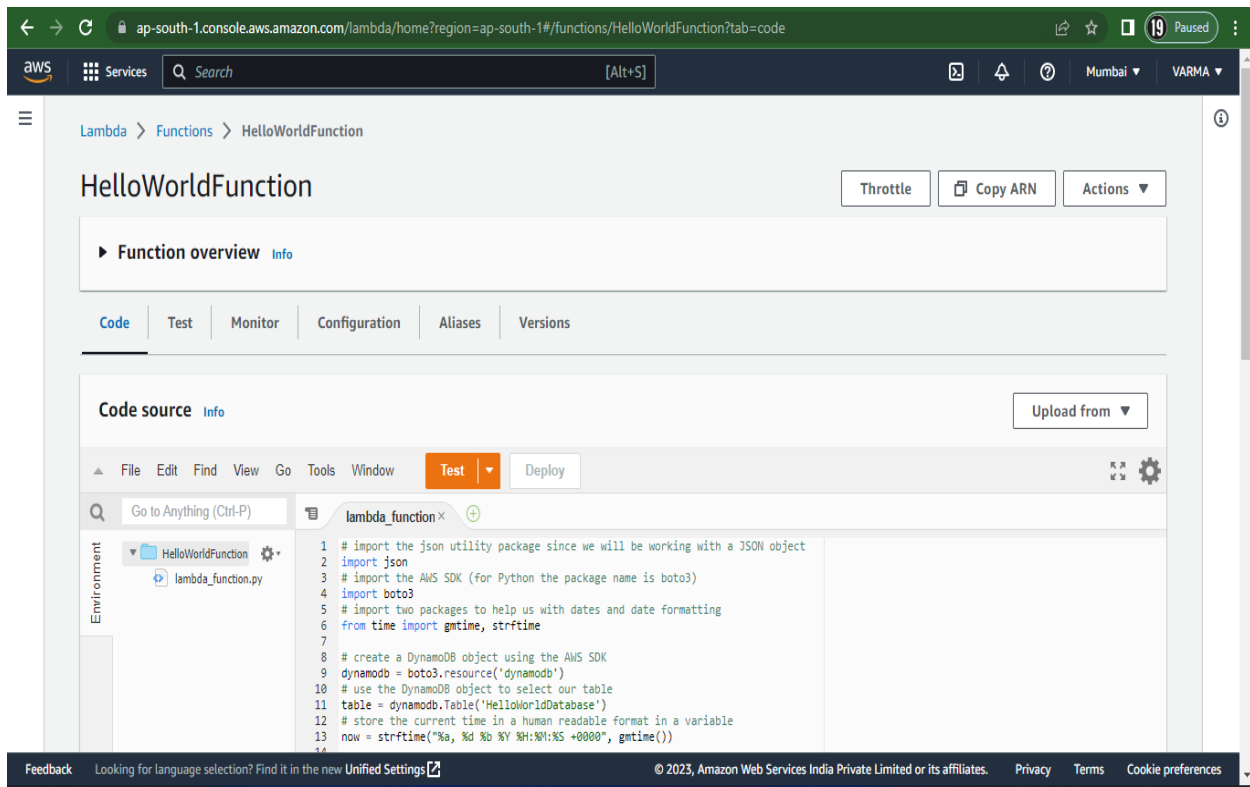 ap-south-1.console.aws.amazon.com/lambda/home?region=ap-south-1#/functions/HelloWorldFunction?tab=code
19 Paused
aws Services Search [Alt+S] Mumbai ▼ VARMA ▼
Lambda > Functions > HelloWorldFunction
HelloWorldFunction
Throttle Copy ARN Actions ▼
Function overview Info
Code Test Monitor Configuration Aliases Versions
Code source Info Upload from ▼
File Edit Find View Go Tools Window Test Deploy
Go to Anything (Ctrl-P) lambda_function ×
Environment
HelloWorldFunction
lambda_function.py
1 # import the json utility package since we will be working with a JSON object
2 import json
3 # import the AWS SDK (for Python the package name is boto3)
4 import boto3
5 # import two packages to help us with dates and date formatting
6 from time import gmtime, strftime
7
8 # create a DynamoDB object using the AWS SDK
9 dynamodb = boto3.resource('dynamodb')
10 # use the DynamoDB object to select our table
11 table = dynamodb.Table('HelloWorldDatabase')
12 # store the current time in a human readable format in a variable
13 now = strftime("%a, %d %b %Y %H:%M:%S +0000", gmtime())
14
Feedback Looking for language selection? Find it in the new Unified Settings © 2023, Amazon Web Services India Private Limited or its affiliates. Privacy Terms Cookie preferences